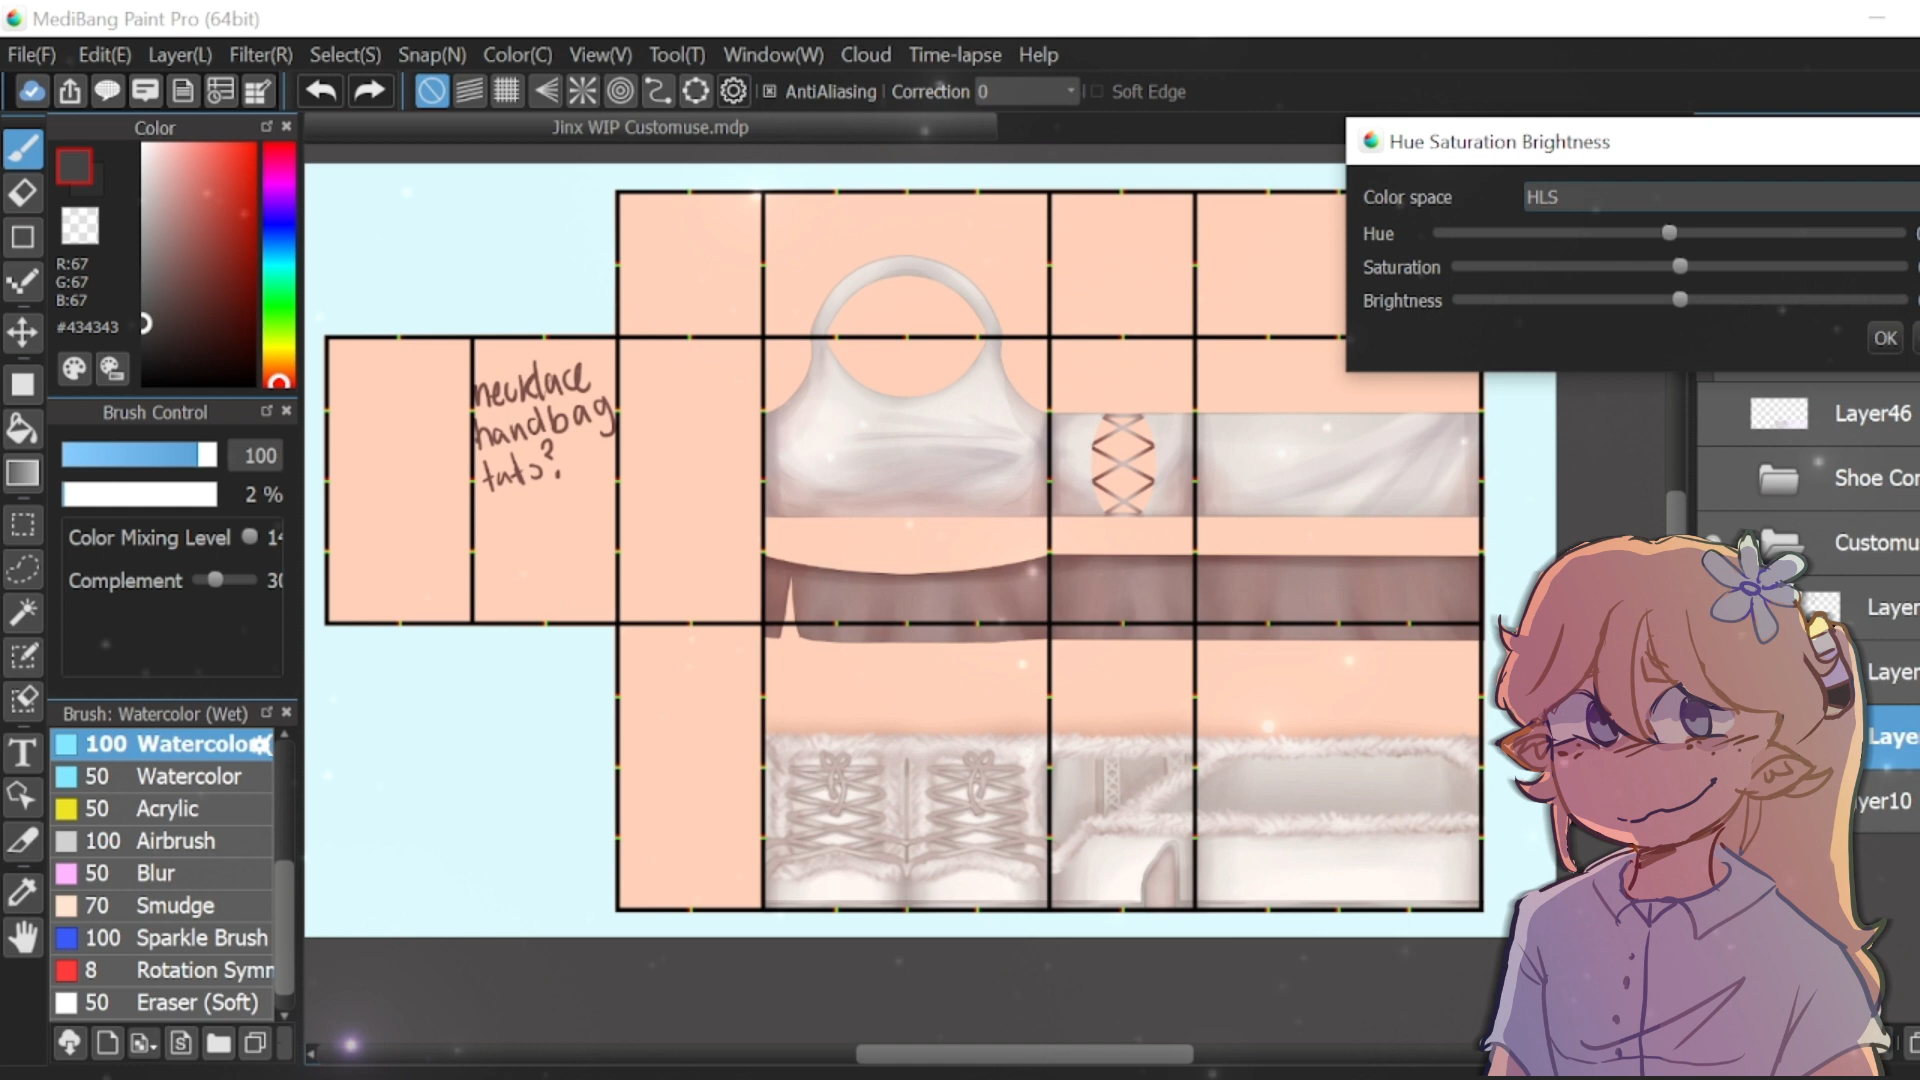 MediBang Paint Pro (64bit)
File(F) Edit(E) Layer(L) Filter(R) Select(S) Snap(N) Color(C) View(V) Tool(T) Window(W) Cloud Time-lapse Help
AntiAliasing Correction 0 Soft Edge
Color
Jinx WIP Customuse.mdp
R:67
G:67
B:67
#434343
Hue Saturation Brightness
Color space HLS
Hue
Saturation
Brightness
OK
necklace
handbag
tats?
Brush Control
100
2 %
Color Mixing Level
Complement
Brush: Watercolor (Wet)
100 Watercolo
50 Watercolor
50 Acrylic
100 Airbrush
50 Blur
70 Smudge
100 Sparkle Brush
8 Rotation Symm
50 Eraser (Soft)
Layer46
Shoe Cor
Customu
Layer
Layer
Laye
yer10